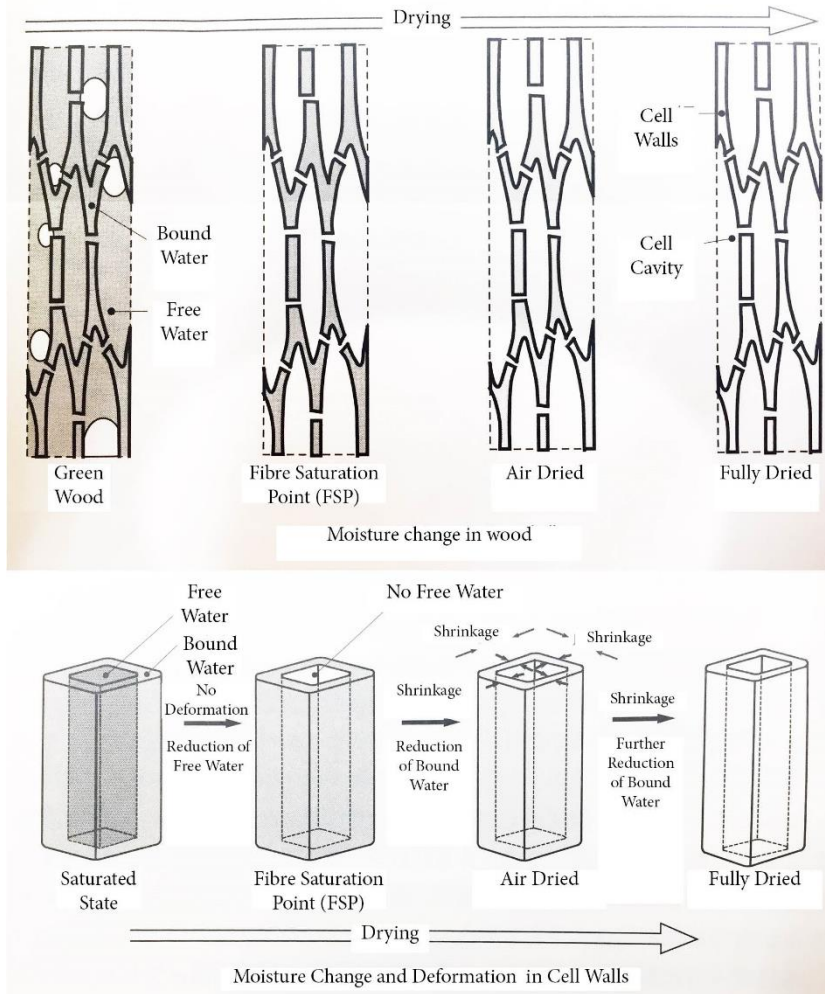 Drying
Cell
Walls
Bound
Water
Cell
Cavity
Free
Water
Green
Wood
Fibre Saturation
Point (FSP)
Air Dried
Fully Dried
Moisture change in wood
Free
Water
No Free Water
Bound
Water
Shrinkage
Shrinkage
No
Deformation
Reduction of
Free Water
Shrinkage
Reduction
of Bound
Water
Shrinkage
Further
Reduction
of Bound
Water
Saturated
State
Fibre Saturation
Point (FSP)
Air Dried
Fully Dried
Drying
Moisture Change and Deformation in Cell Walls